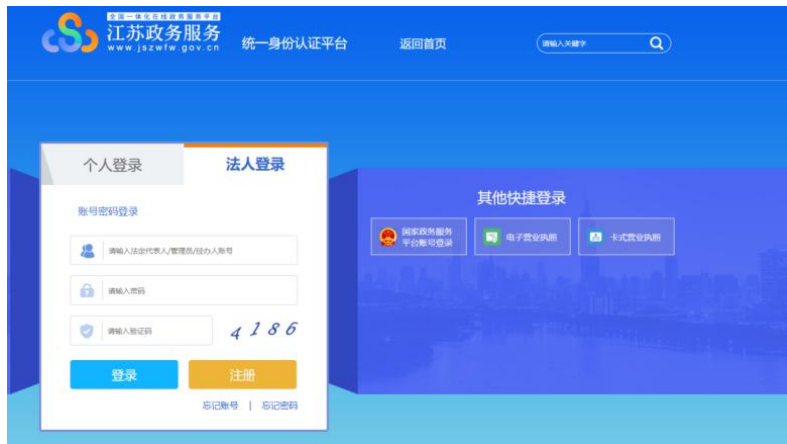 全国一体化在线政务服务平台
江苏政务服务
www.jszwfw.gov.cn
统一身份认证平台
返回首页
请输入关键字
个人登录
法人登录
账号密码登录
请输入法定代表人/管理员/经办人账号
请输入密码
请输入验证码
4186
登录
注册
忘记账号 | 忘记密码
其他快捷登录
国家政务服务
平台账号登录
电子营业执照
卡式营业执照